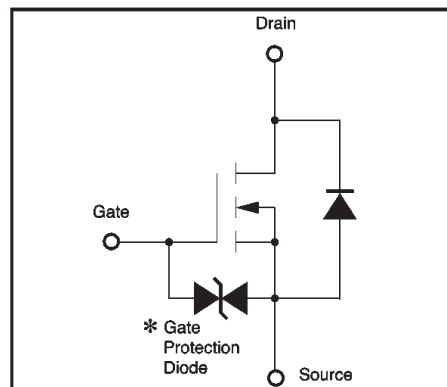 Drain
Gate
* Gate
Protection
Diode
Source